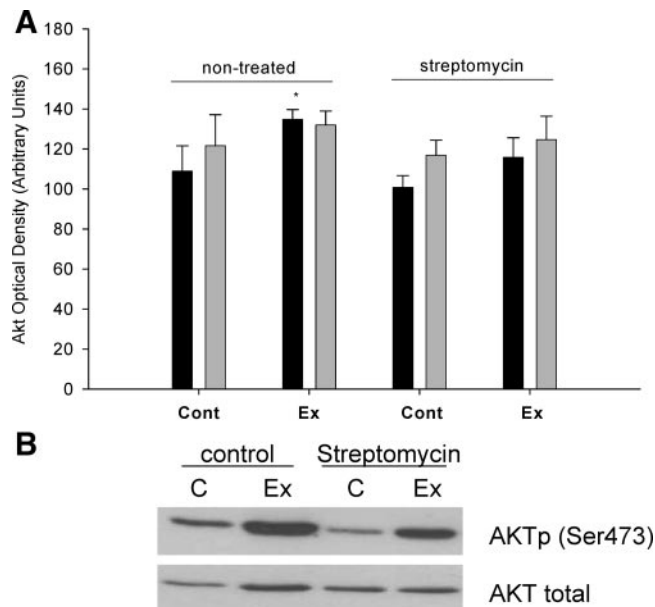 A
Akt Optical Density (Arbitrary Units)
180
160
140
120
100
80
60
40
20
0
non-treated
streptomycin
*
Cont
Ex
Cont
Ex
B
control
Streptomycin
C
Ex
C
Ex
AKTp (Ser473)
AKT total